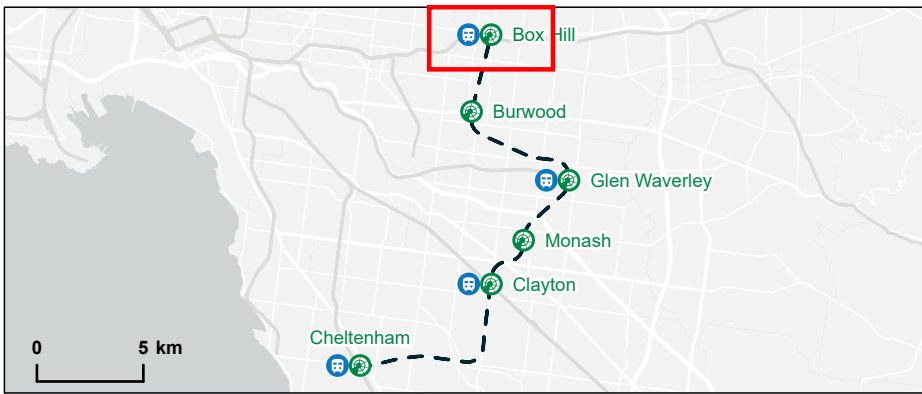 Box Hill
Burwood
Glen Waverley
Monash
Clayton
Cheltenham
0 5 km